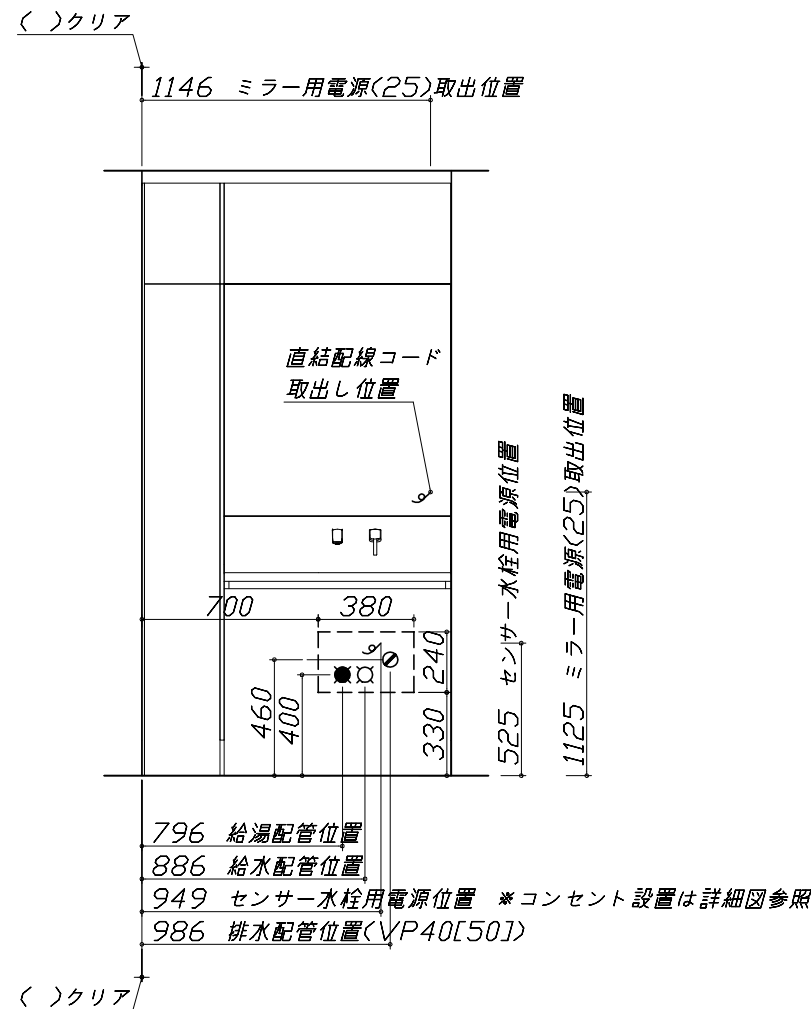 ( )クリア
1146 ミラー用電源(25)取出位置
直結配線コード
取出し位置
センサー水栓用電源位置
525
ミラー用電源(25)取出位置
1125
700
380
240
330
460
400
796 給湯配管位置
886 給水配管位置
949 センサー水栓用電源位置 ※コンセント設置は詳細図参照
986 排水配管位置(VP40[50])
( )クリア